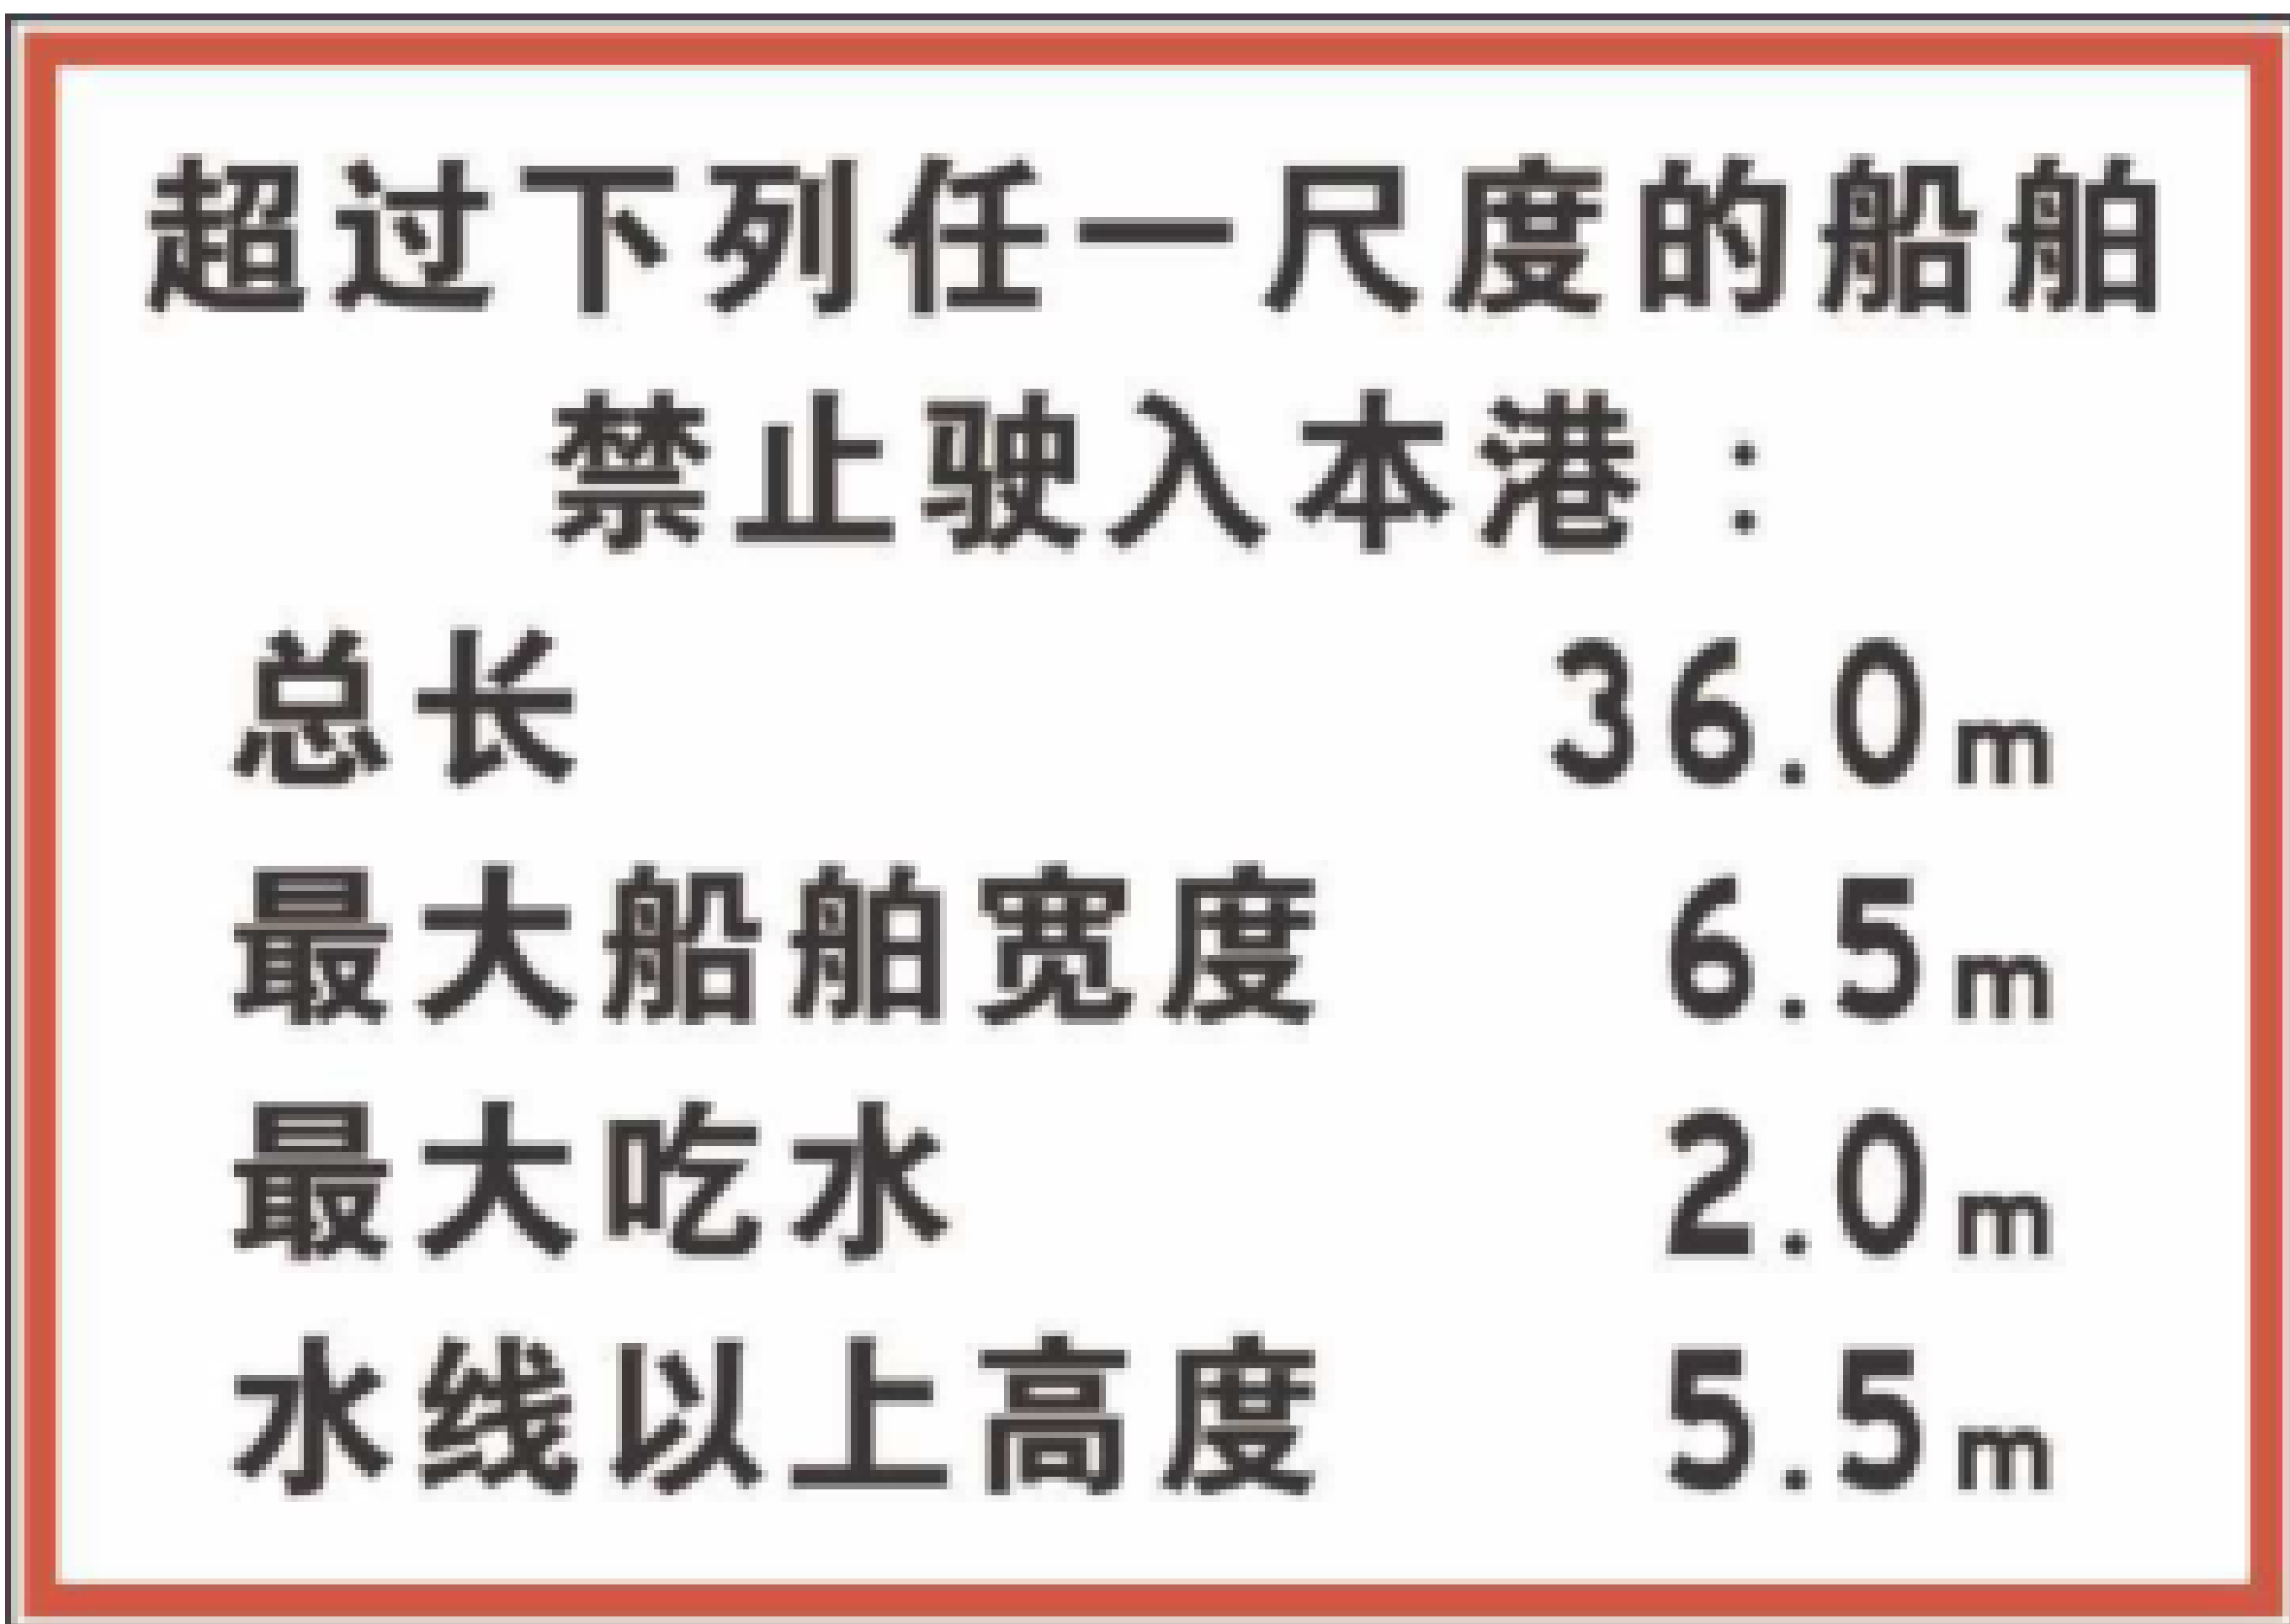 超过下列任一尺度的船舶
禁止驶入本港：
总长 36.0m
最大船舶宽度 6.5m
最大吃水 2.0m
水线以上高度 5.5m